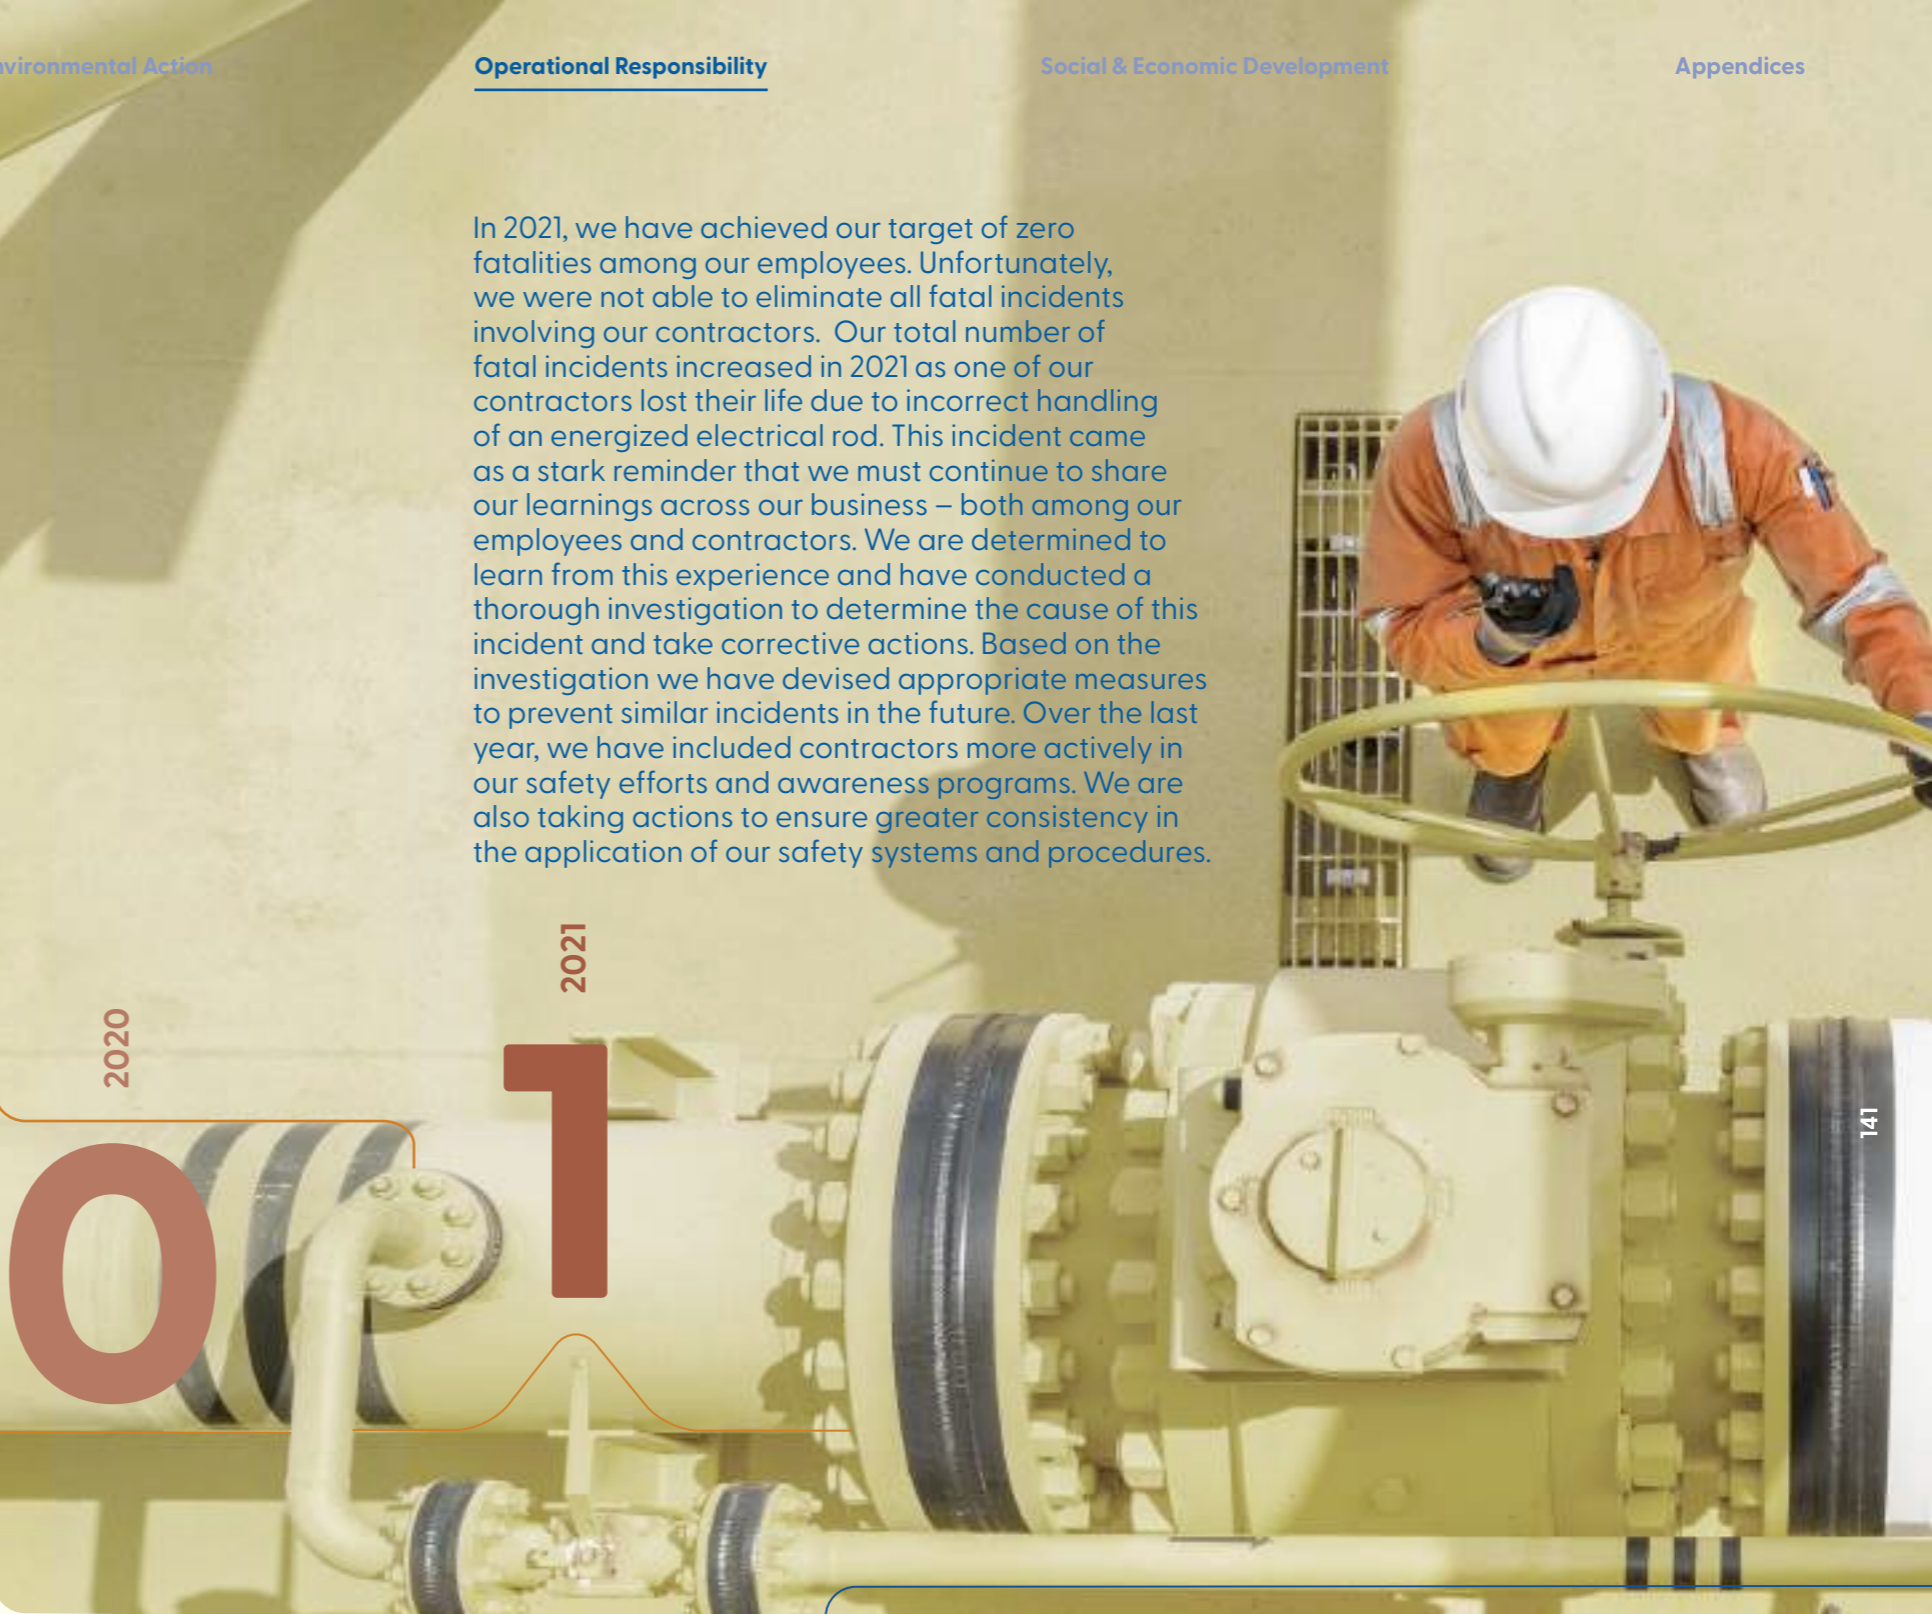 Environmental Action
Operational Responsibility
Social & Economic Development
Appendices
In 2021, we have achieved our target of zero
fatalities among our employees. Unfortunately,
we were not able to eliminate all fatal incidents
involving our contractors. Our total number of
fatal incidents increased in 2021 as one of our
contractors lost their life due to incorrect handling
of an energized electrical rod. This incident came
as a stark reminder that we must continue to share
our learnings across our business – both among our
employees and contractors. We are determined to
learn from this experience and have conducted a
thorough investigation to determine the cause of this
incident and take corrective actions. Based on the
investigation we have devised appropriate measures
to prevent similar incidents in the future. Over the last
year, we have included contractors more actively in
our safety efforts and awareness programs. We are
also taking actions to ensure greater consistency in
the application of our safety systems and procedures.
2021
1
2020
0
141